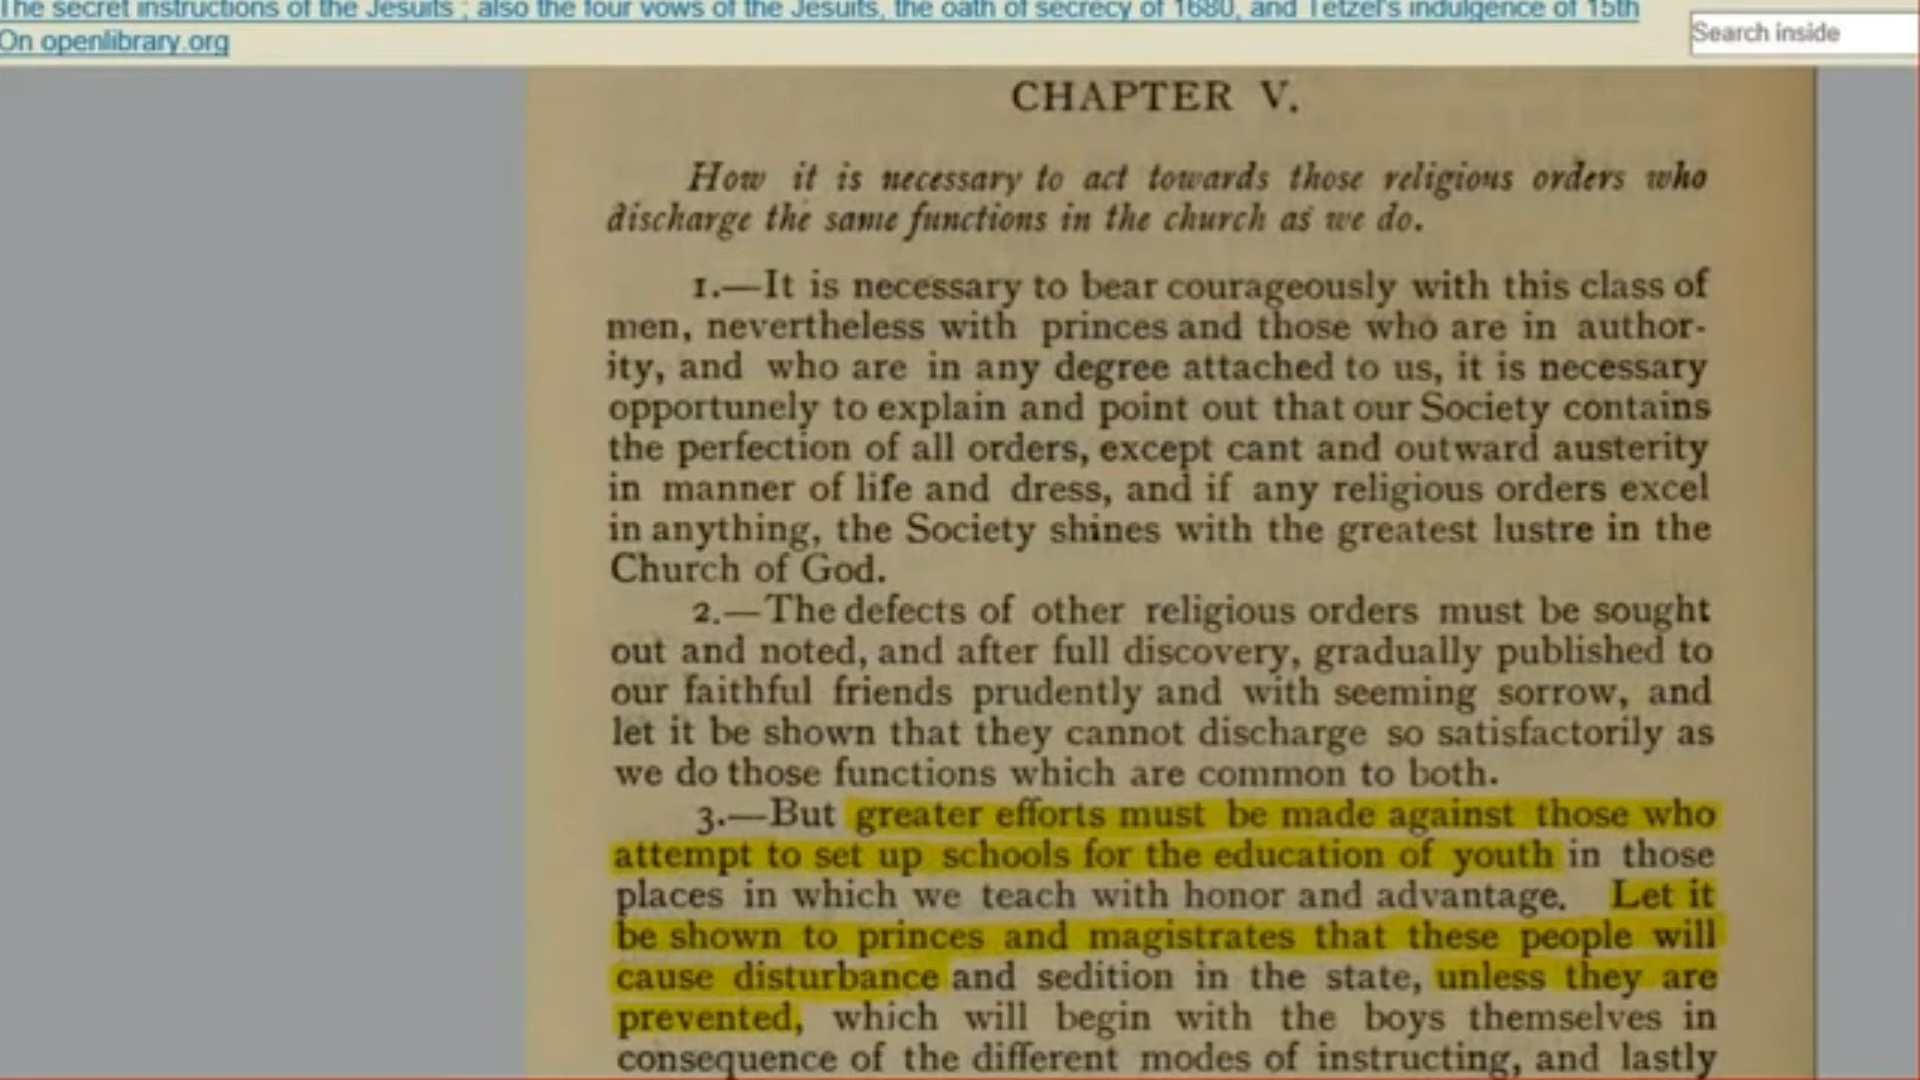 The secret instructions of the Jesuits ; also the four vows of the Jesuits, the oath of secrecy of 1680, and Tetzel's indulgence of 15th
On openlibrary.org
Search inside
CHAPTER V.
How it is necessary to act towards those religious orders who
discharge the same functions in the church as we do.
1.—It is necessary to bear courageously with this class of
men, nevertheless with princes and those who are in author-
ity, and who are in any degree attached to us, it is necessary
opportunely to explain and point out that our Society contains
the perfection of all orders, except cant and outward austerity
in manner of life and dress, and if any religious orders excel
in anything, the Society shines with the greatest lustre in the
Church of God.
2.—The defects of other religious orders must be sought
out and noted, and after full discovery, gradually published to
our faithful friends prudently and with seeming sorrow, and
let it be shown that they cannot discharge so satisfactorily as
we do those functions which are common to both.
3.—But greater efforts must be made against those who
attempt to set up schools for the education of youth in those
places in which we teach with honor and advantage. Let it
be shown to princes and magistrates that these people will
cause disturbance and sedition in the state, unless they are
prevented, which will begin with the boys themselves in
consequence of the different modes of instructing, and lastly